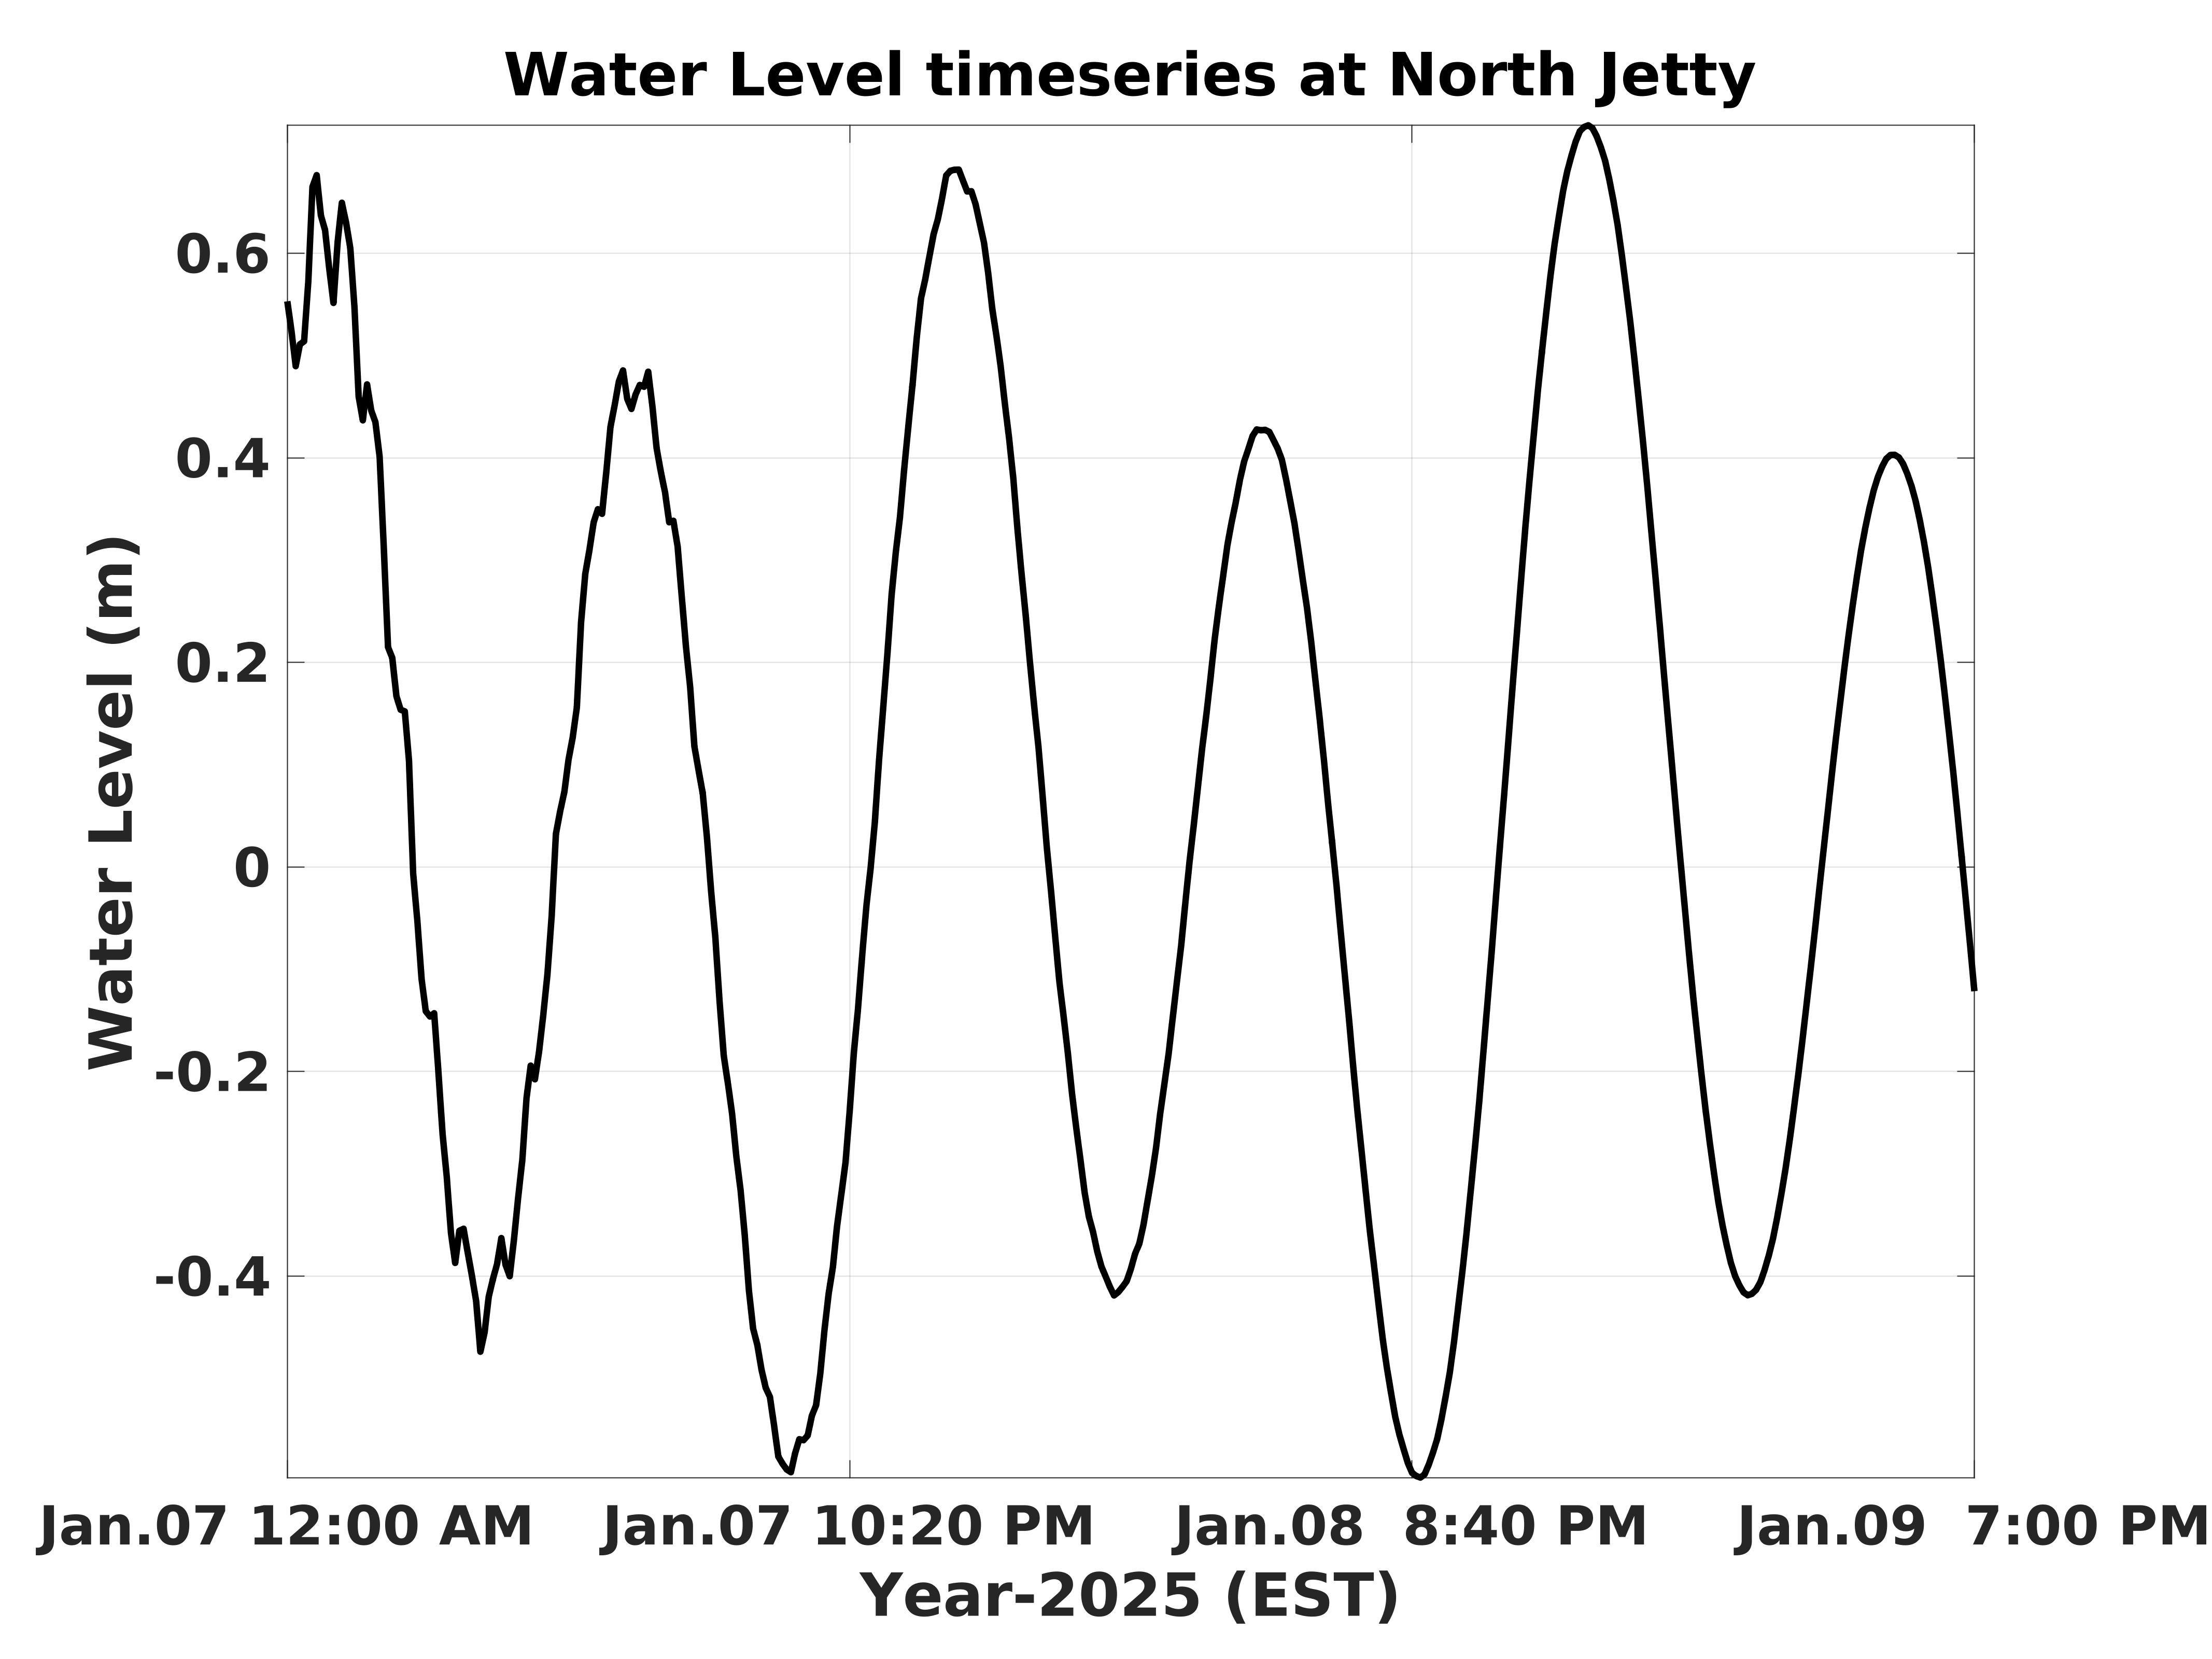 Water Level timeseries at North Jetty
Water Level (m)
0.6
0.4
0.2
0
-0.2
-0.4
Jan.07 12:00 AM Jan.07 10:20 PM Jan.08 8:40 PM Jan.09 7:00 PM
Year-2025 (EST)